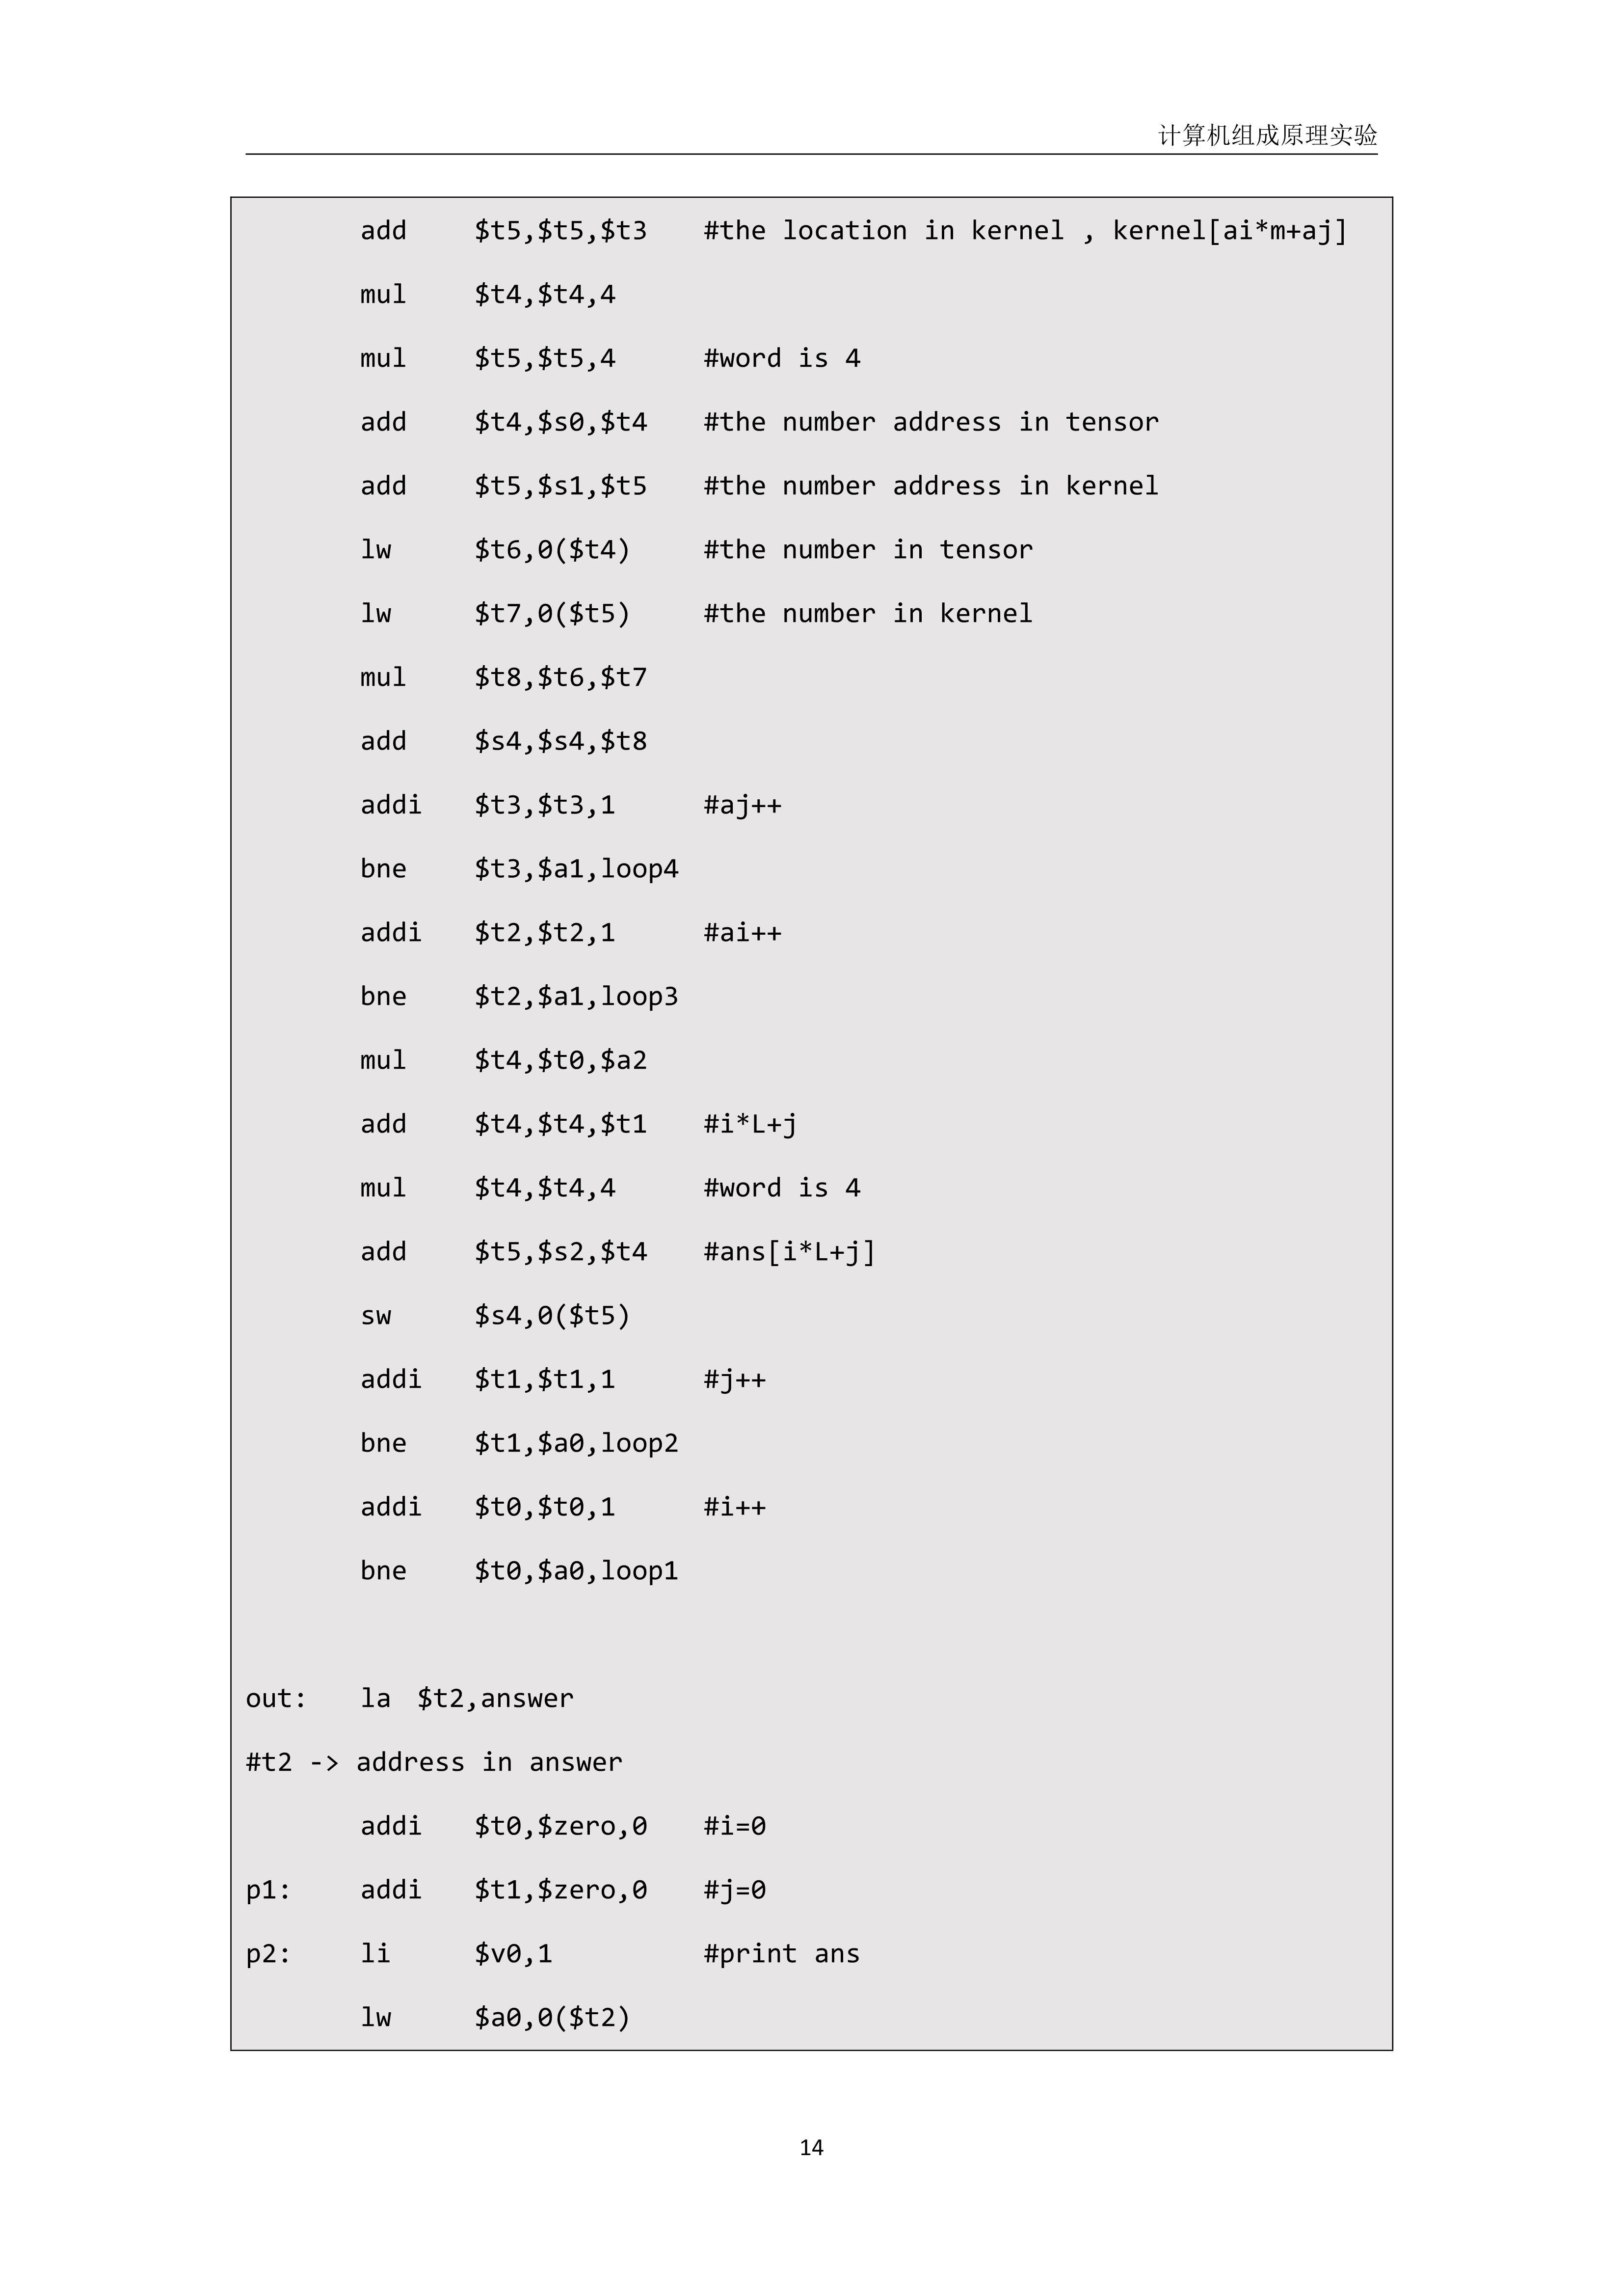 计算机组成原理实验
add $t5,$t5,$t3 #the location in kernel , kernel[ai*m+aj]
mul $t4,$t4,4
mul $t5,$t5,4 #word is 4
add $t4,$s0,$t4 #the number address in tensor
add $t5,$s1,$t5 #the number address in kernel
lw $t6,0($t4) #the number in tensor
lw $t7,0($t5) #the number in kernel
mul $t8,$t6,$t7
add $s4,$s4,$t8
addi $t3,$t3,1 #aj++
bne $t3,$a1,loop4
addi $t2,$t2,1 #ai++
bne $t2,$a1,loop3
mul $t4,$t0,$a2
add $t4,$t4,$t1 #i*L+j
mul $t4,$t4,4 #word is 4
add $t5,$s2,$t4 #ans[i*L+j]
sw $s4,0($t5)
addi $t1,$t1,1 #j++
bne $t1,$a0,loop2
addi $t0,$t0,1 #i++
bne $t0,$a0,loop1
out: la $t2,answer
#t2 -> address in answer
addi $t0,$zero,0 #i=0
p1: addi $t1,$zero,0 #j=0
p2: li $v0,1 #print ans
lw $a0,0($t2)
14